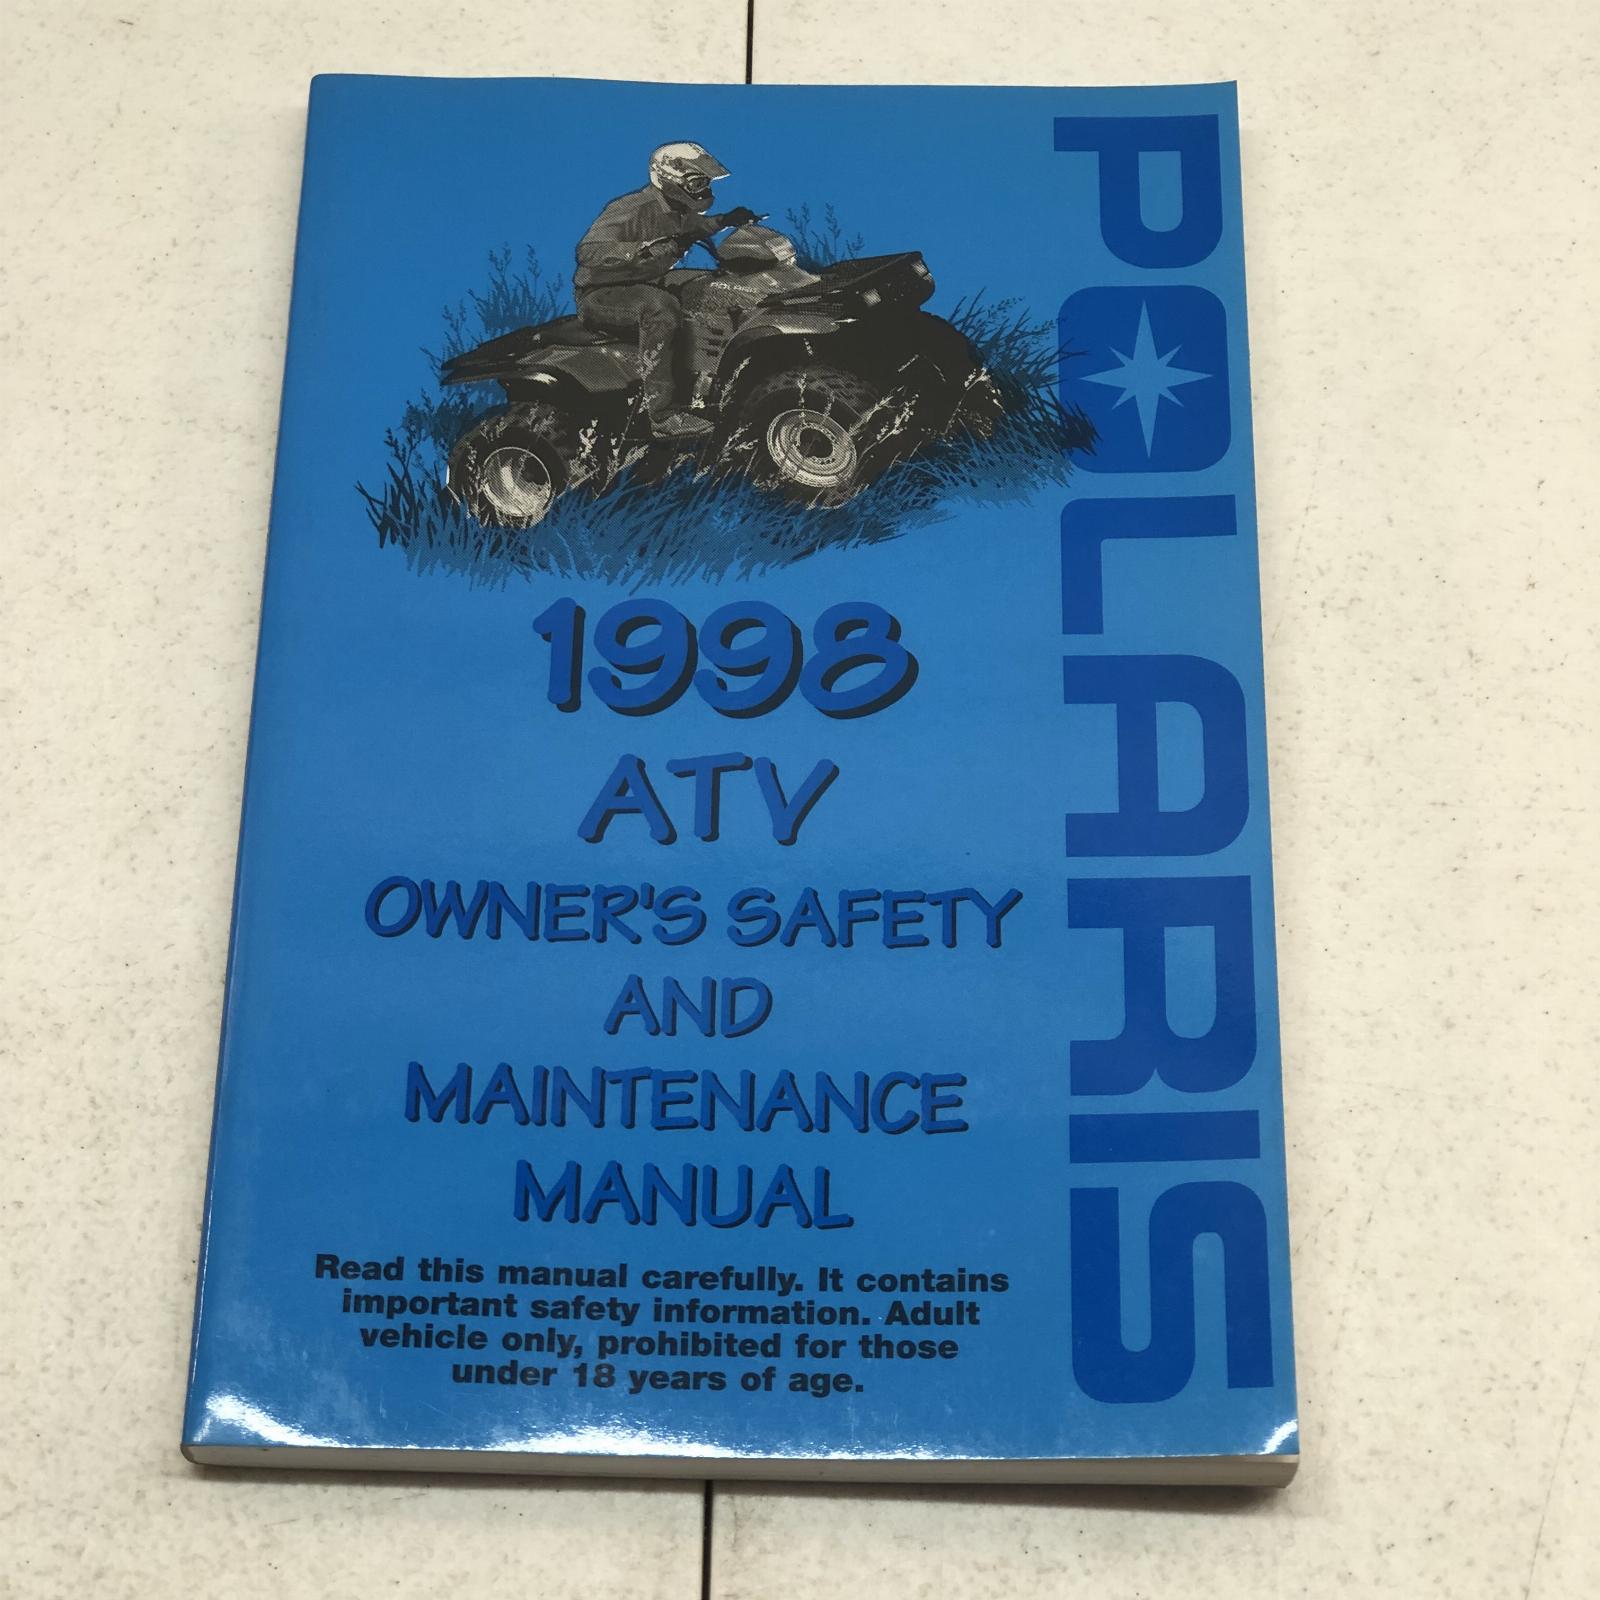 POLARIS
POLARIS
1998
ATV
OWNER'S SAFETY
AND
MAINTENANCE
MANUAL
Read this manual carefully. It contains
important safety information. Adult
vehicle only, prohibited for those
under 18 years of age.